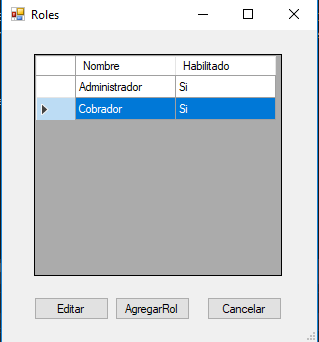 Roles
Nombre Habilitado
Administrador Si
Cobrador Si
Editar AgregarRol Cancelar